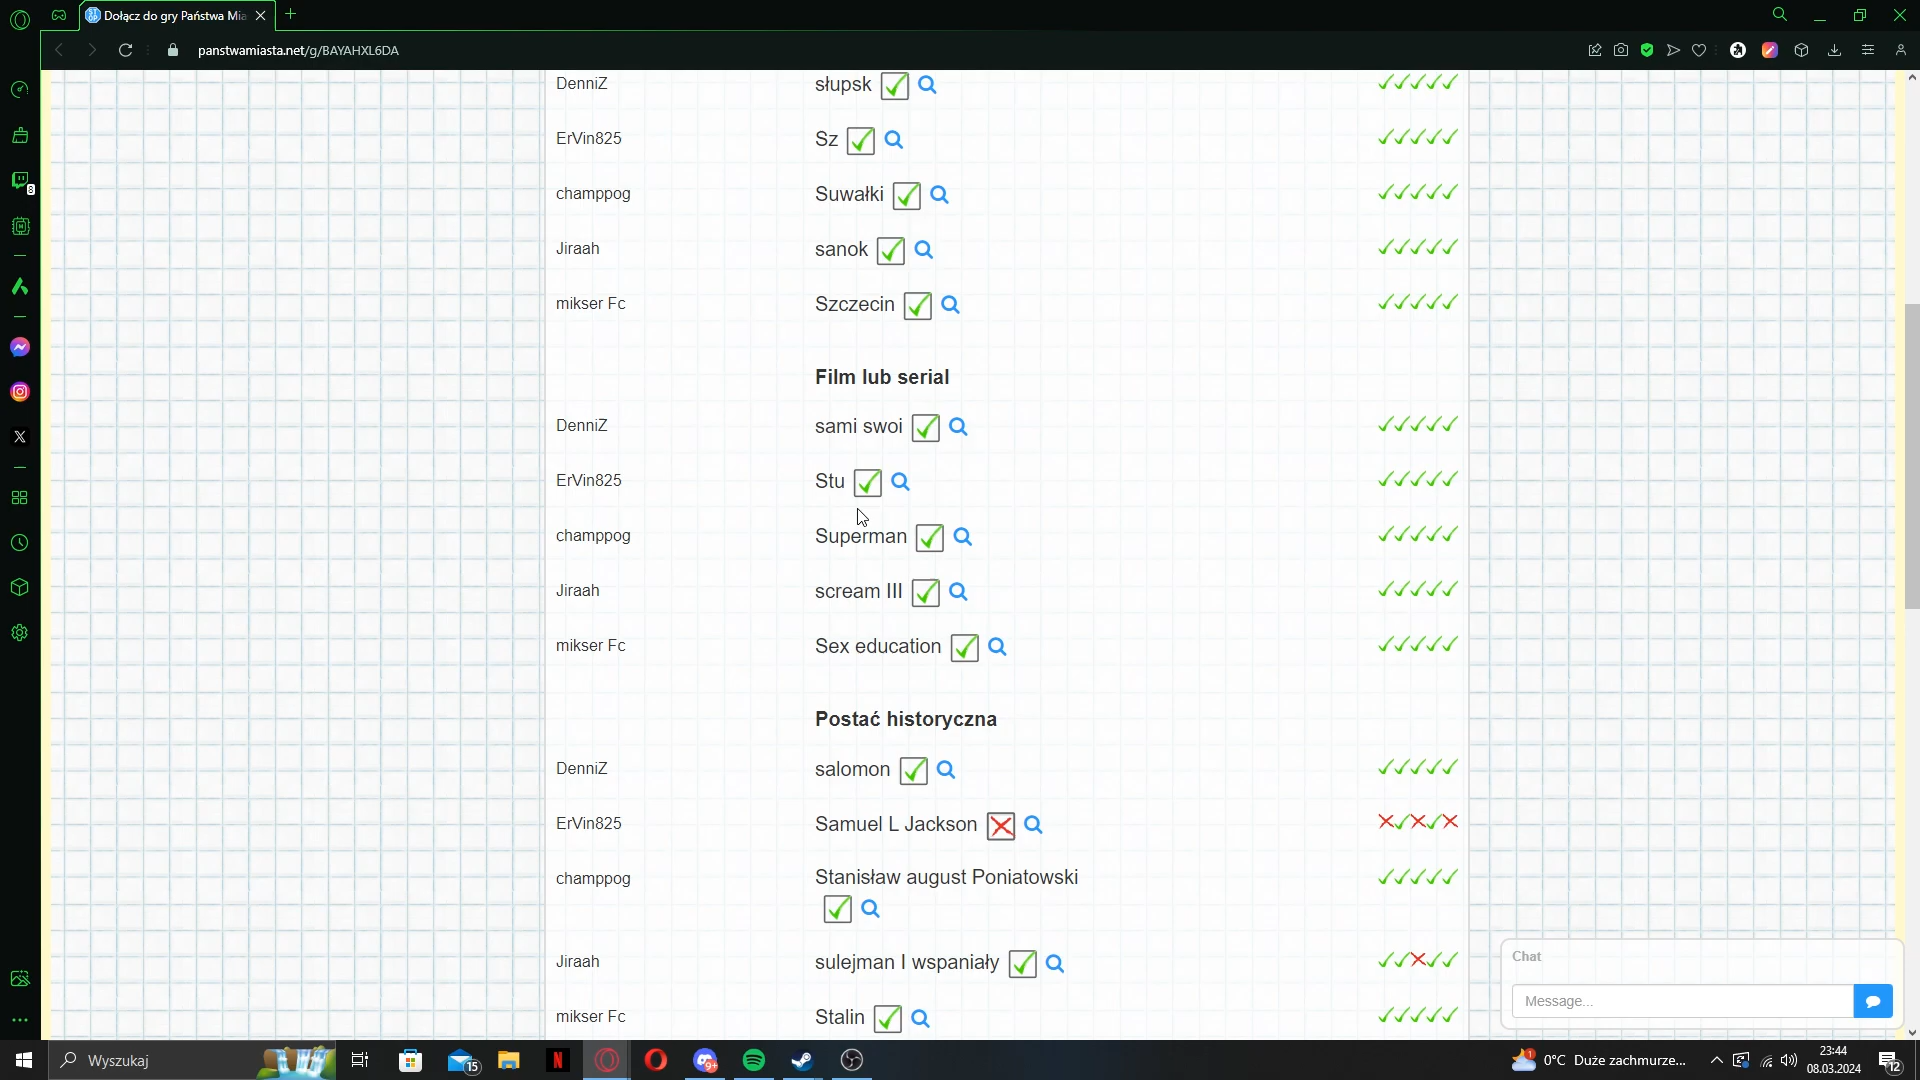 Dołącz do gry Państwa Mia
panstwamiasta.net/g/BAYAHXL6DA
8
DenniZ słupsk
ErVin825 Sz
champpog Suwałki
Jiraah sanok
mikser Fc Szczecin
Film lub serial
DenniZ sami swoi
ErVin825 Stu
champpog Superman
Jiraah scream III
mikser Fc Sex education
Postać historyczna
DenniZ salomon
ErVin825 Samuel L Jackson
champpog Stanisław august Poniatowski
Jiraah sulejman I wspaniały
mikser Fc Stalin
Chat
Message...
Wyszukaj 15 N 9+ 1 0°C Duże zachmurze... 23:44
08.03.2024 12